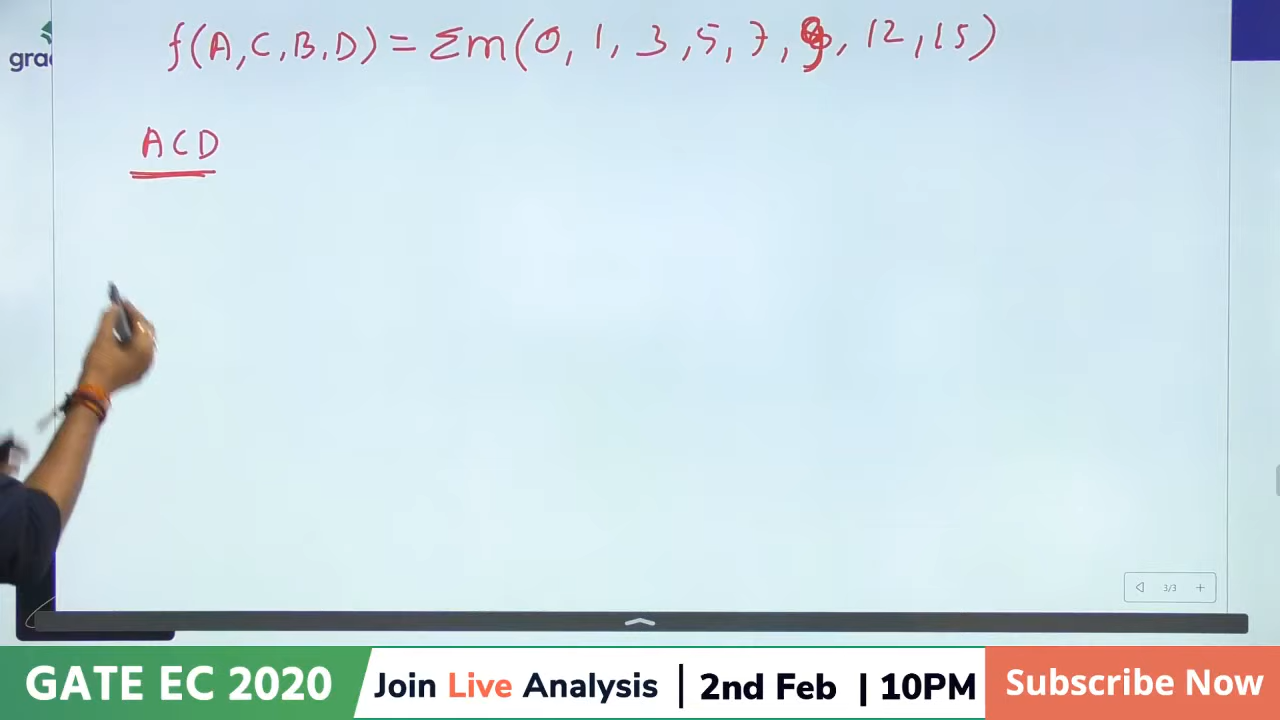 f(A,C,B,D) = Σm(0, 1, 3, 5, 7, 9, 12, 15)
ACD
3/3
GATE EC 2020
Join Live Analysis | 2nd Feb | 10PM
Subscribe Now